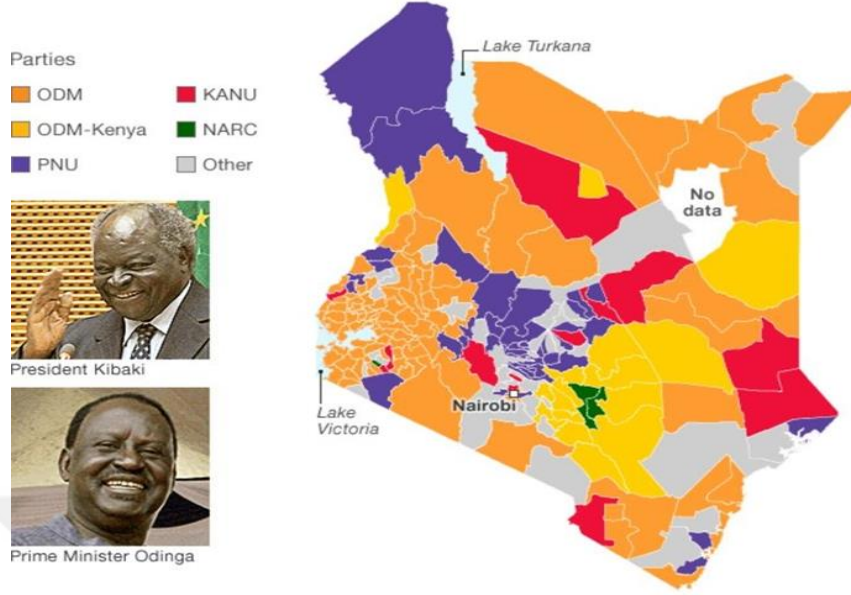 Parties
ODM
KANU
ODM-Kenya
NARC
PNU
Other
President Kibaki
Prime Minister Odinga
Lake Turkana
No
data
Nairobi
Lake
Victoria